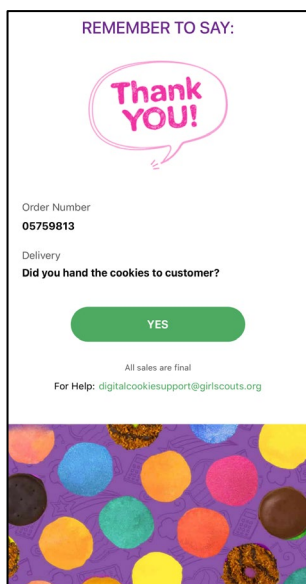 REMEMBER TO SAY:
Thank
YOU!
Order Number
05759813
Delivery
Did you hand the cookies to customer?
YES
All sales are final
For Help: digitalcookiesupport@girlscouts.org